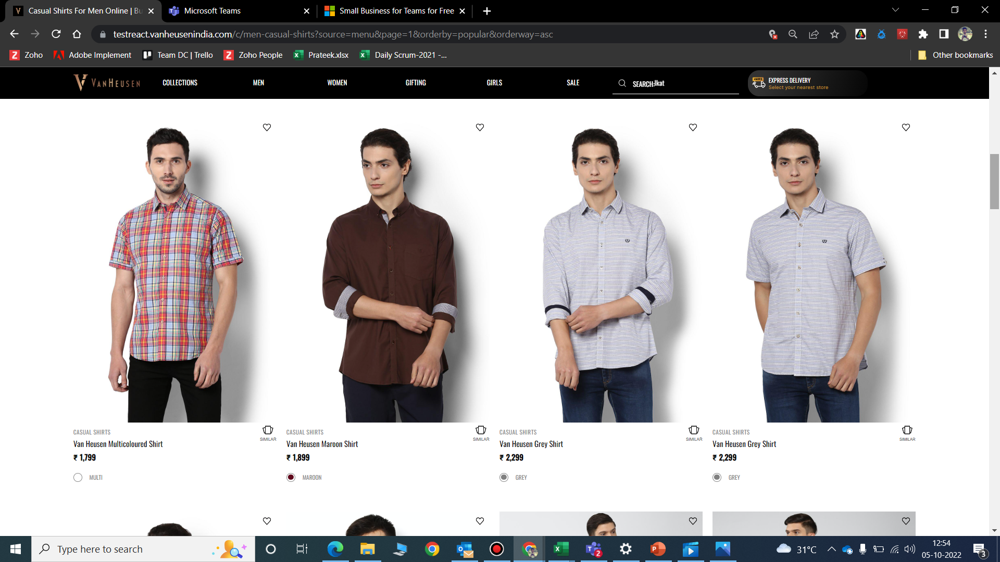 Casual Shirts For Men Online | Bu
Microsoft Teams
Small Business for Teams for Free
testreact.vanheusenindia.com/c/men-casual-shirts?source=menu&page=1&orderby=popular&orderway=asc
Zoho
Adobe Implement
Team DC | Trello
Zoho People
Prateek.xlsx
Daily Scrum-2021 -...
Other bookmarks
VANHEUSEN
COLLECTIONS
MEN
WOMEN
GIFTING
GIRLS
SALE
SEARCH
EXPRESS DELIVERY
Select your nearest store
CASUAL SHIRTS
SIMILAR
Van Heusen Multicoloured Shirt
₹ 1,799
MULTI
CASUAL SHIRTS
SIMILAR
Van Heusen Maroon Shirt
₹ 1,899
MAROON
CASUAL SHIRTS
SIMILAR
Van Heusen Grey Shirt
₹ 2,299
GREY
CASUAL SHIRTS
SIMILAR
Van Heusen Grey Shirt
₹ 2,299
GREY
Type here to search
2
31°C
12:54
05-10-2022
3